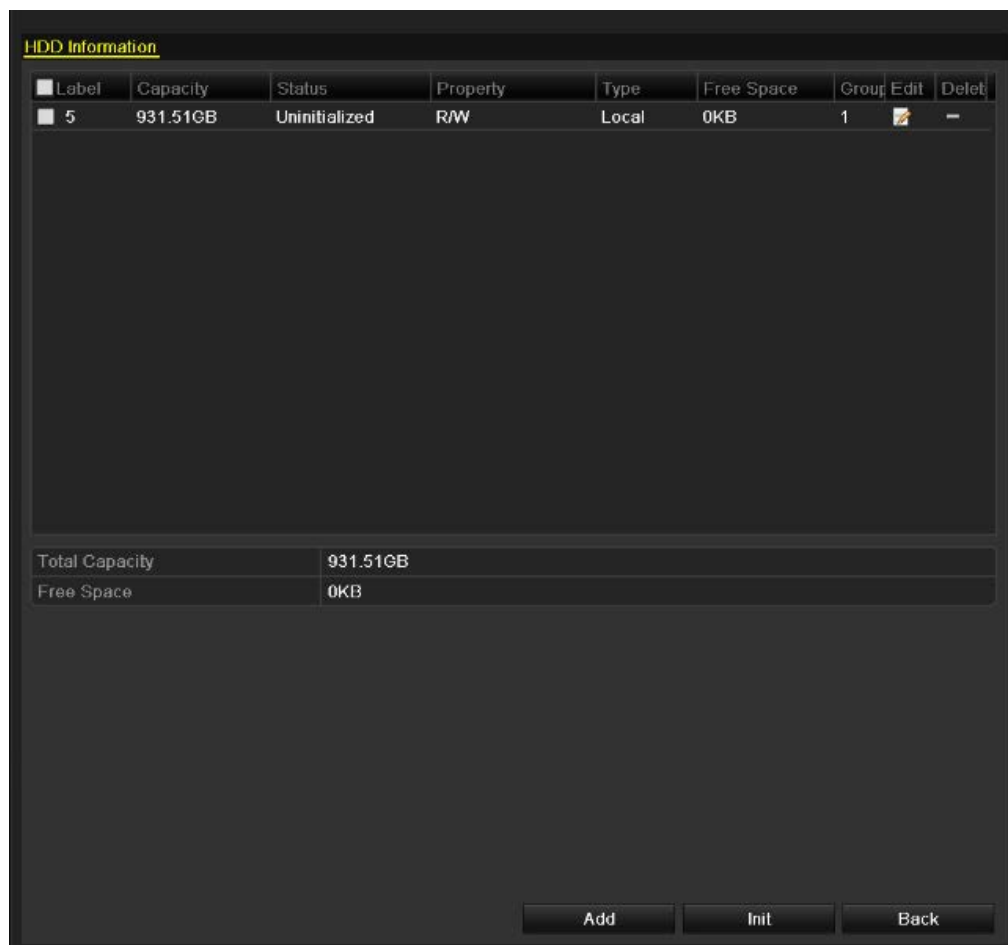 HDD Information
Label Capacity Status Property Type Free Space Group Edit Delet
5 931.51GB Uninitialized R/W Local 0KB 1 –
Total Capacity 931.51GB
Free Space 0KB
Add Init Back